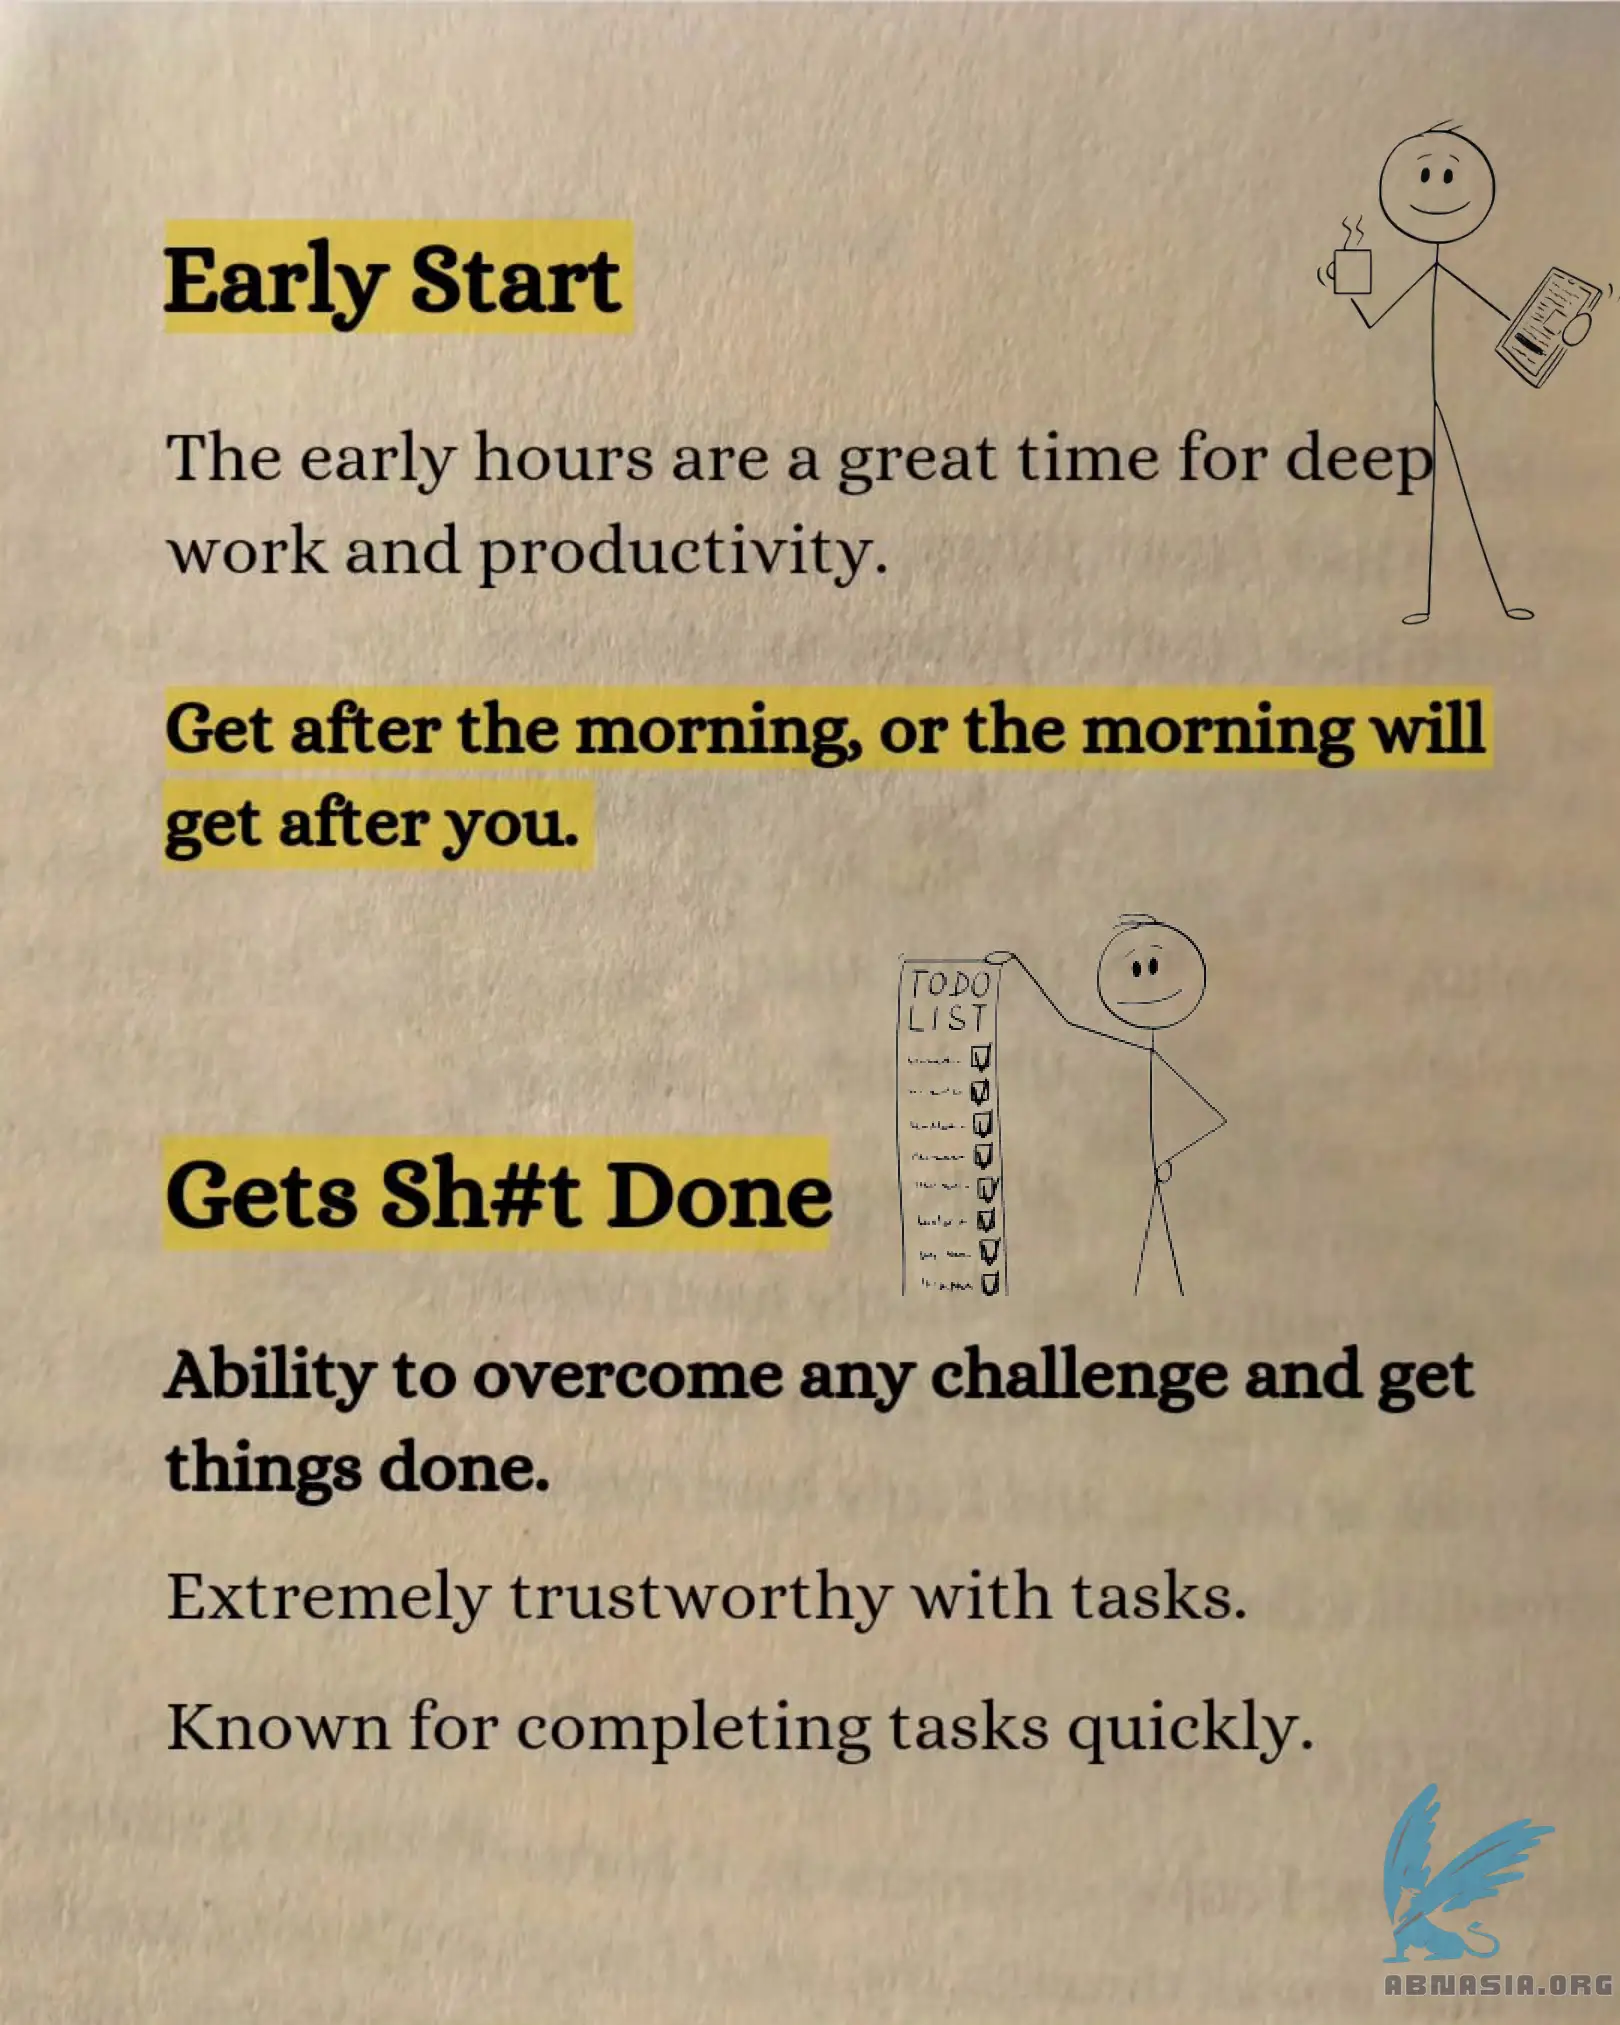 Early Start
The early hours are a great time for deep
work and productivity.
Get after the morning, or the morning will
get after you.
TODO
LIST
Gets Sh#t Done
Ability to overcome any challenge and get
things done.
Extremely trustworthy with tasks.
Known for completing tasks quickly.
ABNASIA.ORG